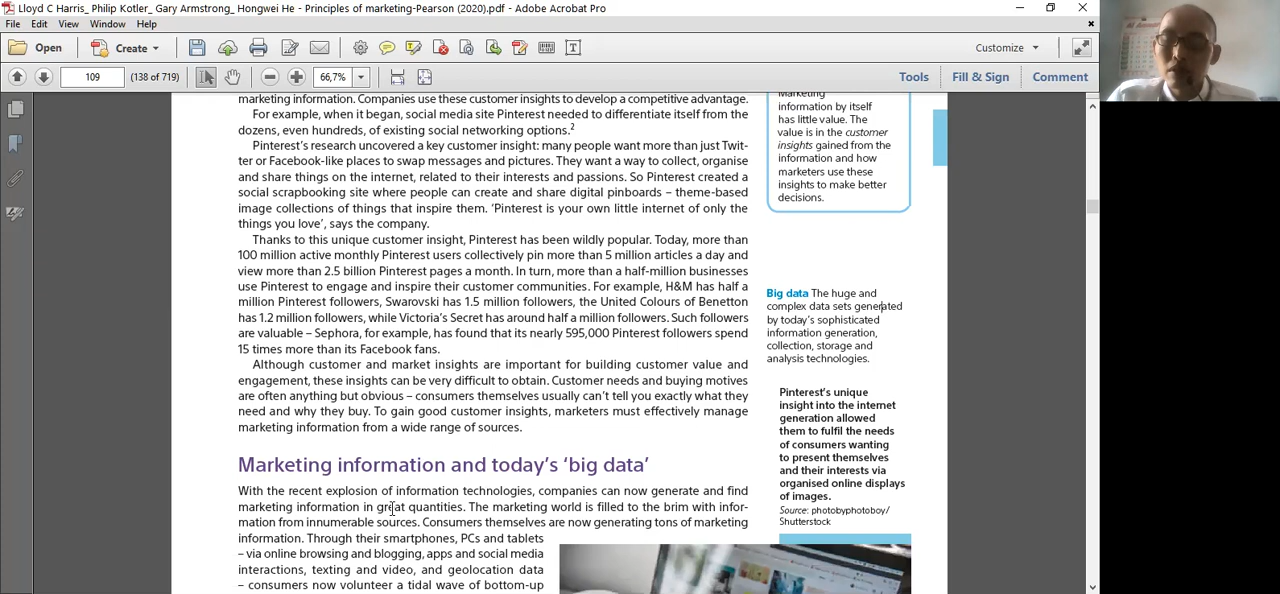 Lloyd C Harris_ Philip Kotler_ Gary Armstrong_ Hongwei He - Principles of marketing-Pearson (2020).pdf - Adobe Acrobat Pro
File Edit View Window Help
Open Create Customize
109 (138 of 719) 66,7% Tools Fill & Sign Comment
marketing information. Companies use these customer insights to develop a competitive advantage.
For example, when it began, social media site Pinterest needed to differentiate itself from the
dozens, even hundreds, of existing social networking options.2
Pinterest's research uncovered a key customer insight: many people want more than just Twit-
ter or Facebook-like places to swap messages and pictures. They want a way to collect, organise
and share things on the internet, related to their interests and passions. So Pinterest created a
social scrapbooking site where people can create and share digital pinboards – theme-based
image collections of things that inspire them. 'Pinterest is your own little internet of only the
things you love', says the company.
Thanks to this unique customer insight, Pinterest has been wildly popular. Today, more than
100 million active monthly Pinterest users collectively pin more than 5 million articles a day and
view more than 2.5 billion Pinterest pages a month. In turn, more than a half-million businesses
use Pinterest to engage and inspire their customer communities. For example, H&M has half a
million Pinterest followers, Swarovski has 1.5 million followers, the United Colours of Benetton
has 1.2 million followers, while Victoria's Secret has around half a million followers. Such followers
are valuable – Sephora, for example, has found that its nearly 595,000 Pinterest followers spend
15 times more than its Facebook fans.
Although customer and market insights are important for building customer value and
engagement, these insights can be very difficult to obtain. Customer needs and buying motives
are often anything but obvious – consumers themselves usually can't tell you exactly what they
need and why they buy. To gain good customer insights, marketers must effectively manage
marketing information from a wide range of sources.
Marketing information and today's 'big data'
With the recent explosion of information technologies, companies can now generate and find
marketing information in great quantities. The marketing world is filled to the brim with infor-
mation from innumerable sources. Consumers themselves are now generating tons of marketing
information. Through their smartphones, PCs and tablets
– via online browsing and blogging, apps and social media
interactions, texting and video, and geolocation data
– consumers now volunteer a tidal wave of bottom-up
Marketing
information by itself
has little value. The
value is in the customer
insights gained from the
information and how
marketers use these
insights to make better
decisions.
Big data The huge and
complex data sets generated
by today's sophisticated
information generation,
collection, storage and
analysis technologies.
Pinterest's unique
insight into the internet
generation allowed
them to fulfil the needs
of consumers wanting
to present themselves
and their interests via
organised online displays
of images.
Source: photobyphotoboy/
Shutterstock